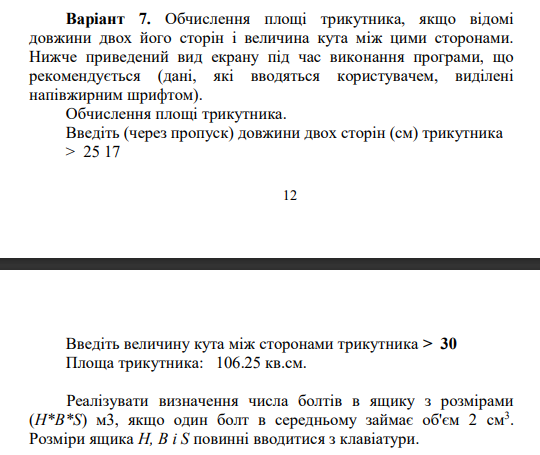 Варіант 7. Обчислення площі трикутника, якщо відомі
довжини двох його сторін і величина кута між цими сторонами.
Нижче приведений вид екрану під час виконання програми, що
рекомендується (дані, які вводяться користувачем, виділені
напівжирним шрифтом).
Обчислення площі трикутника.
Введіть (через пропуск) довжини двох сторін (см) трикутника
> 25 17
12
Введіть величину кута між сторонами трикутника > 30
Площа трикутника: 106.25 кв.см.
Реалізувати визначення числа болтів в ящику з розмірами
(H*B*S) м3, якщо один болт в середньому займає об'єм 2 см³.
Розміри ящика H, B і S повинні вводитися з клавіатури.